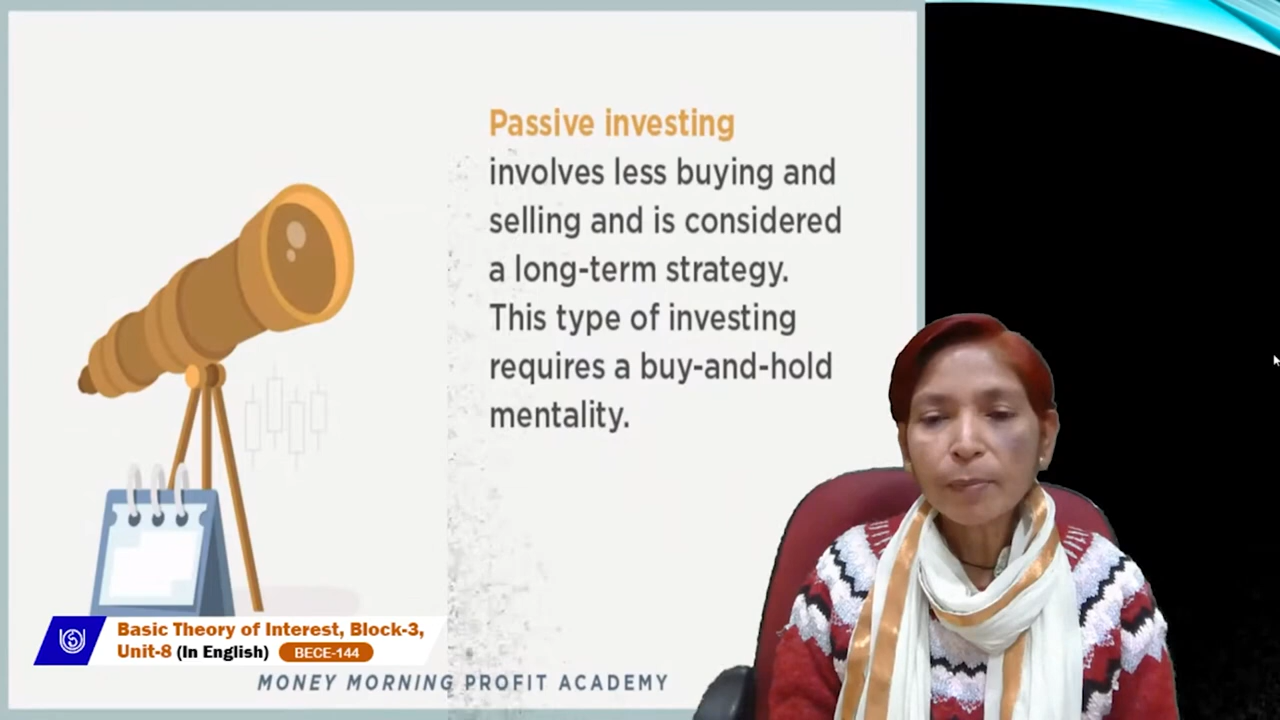 Passive investing
involves less buying and
selling and is considered
a long-term strategy.
This type of investing
requires a buy-and-hold
mentality.
Basic Theory of Interest, Block-3,
Unit-8 (In English) BECE-144
MONEY MORNING PROFIT ACADEMY